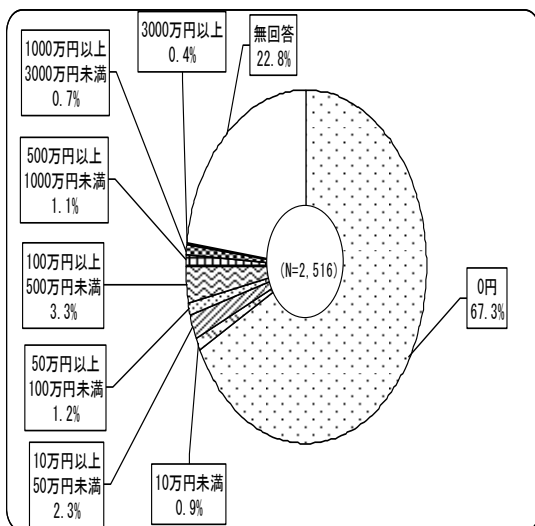 3000万円以上
0.4%
無回答
22.8%
1000万円以上
3000万円未満
0.7%
500万円以上
1000万円未満
1.1%
100万円以上
500万円未満
3.3%
50万円以上
100万円未満
1.2%
10万円以上
50万円未満
2.3%
10万円未満
0.9%
(N=2,516)
0円
67.3%